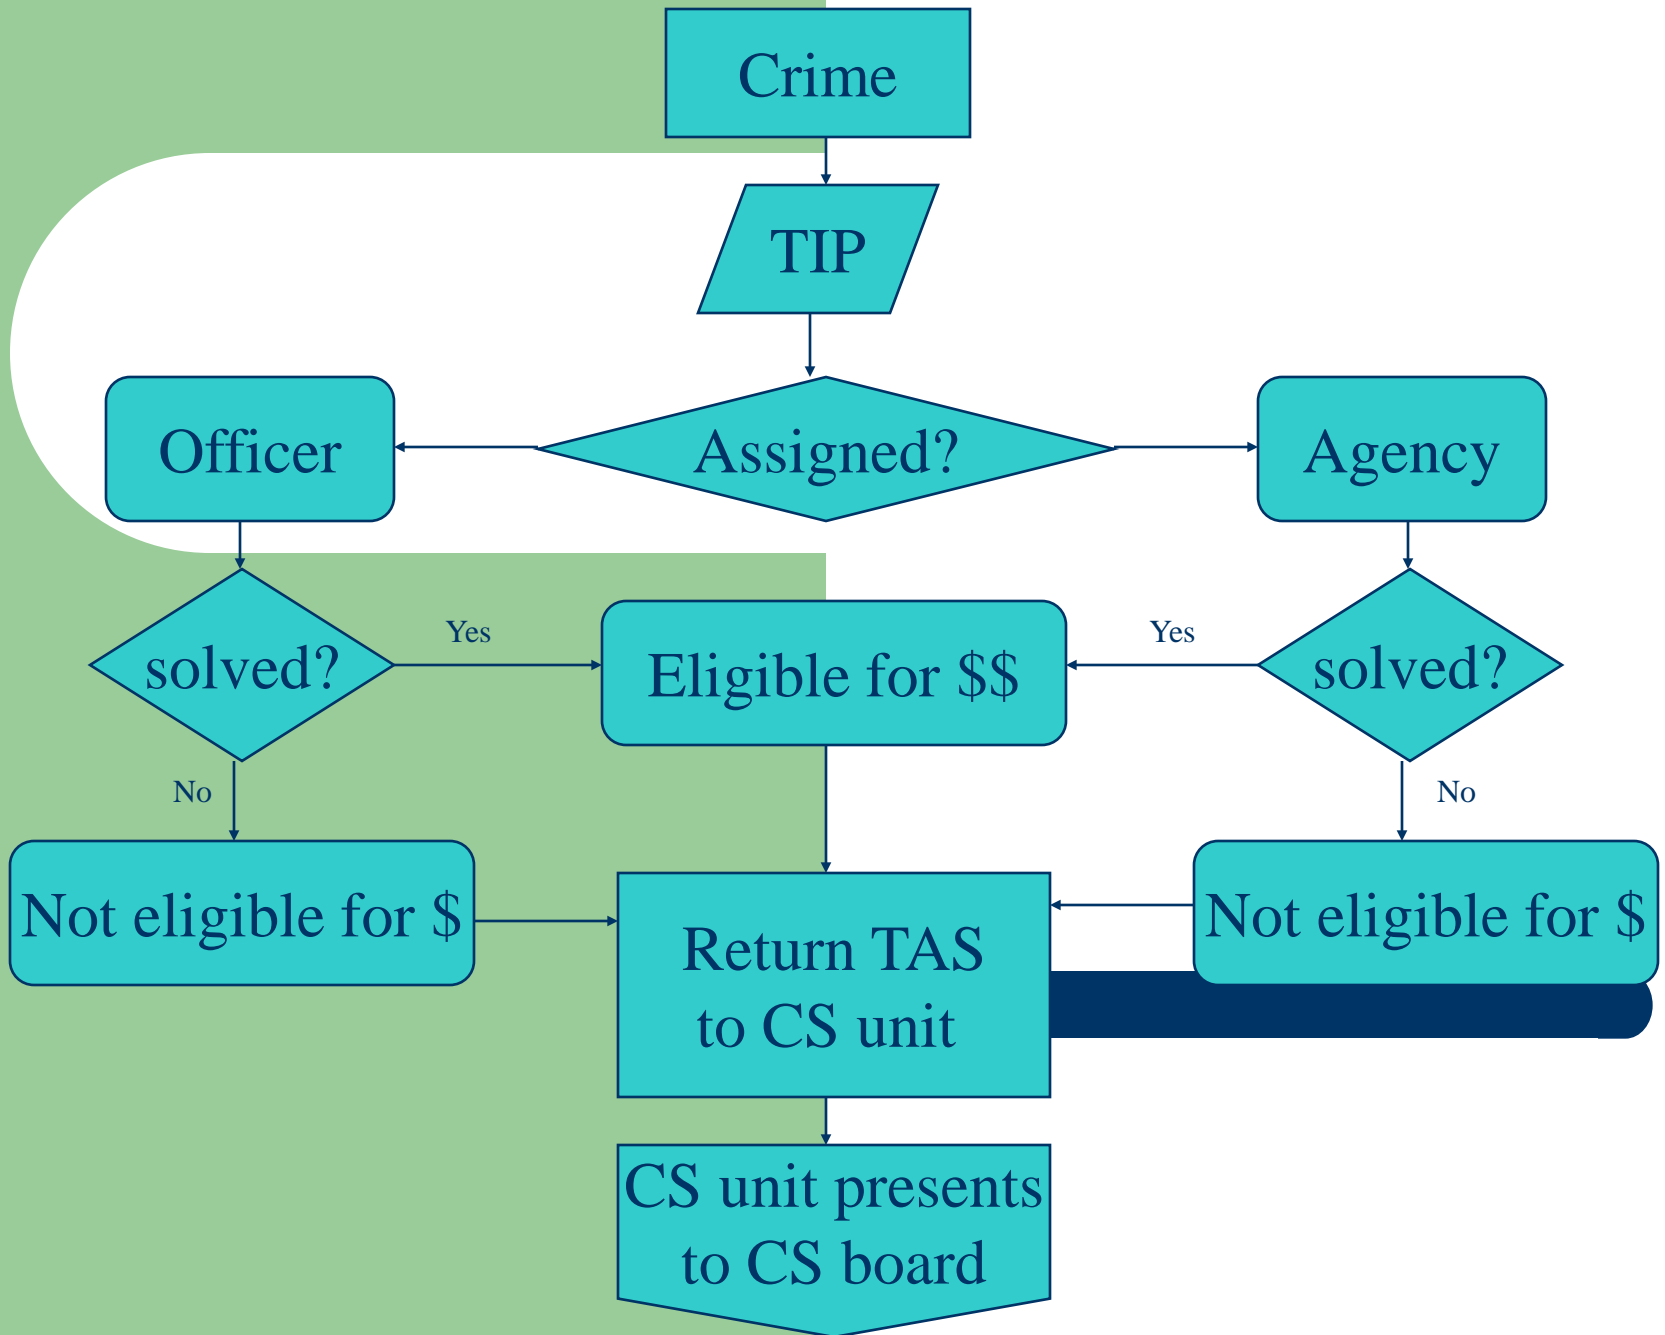 Crime
TIP
Officer
Assigned?
Agency
solved?
Yes
Eligible for $$
Yes
solved?
No
No
Not eligible for $
Return TAS
to CS unit
Not eligible for $
CS unit presents
to CS board